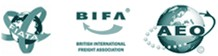 BIFA
BRITISH INTERNATIONAL
FREIGHT ASSOCIATION
AEO